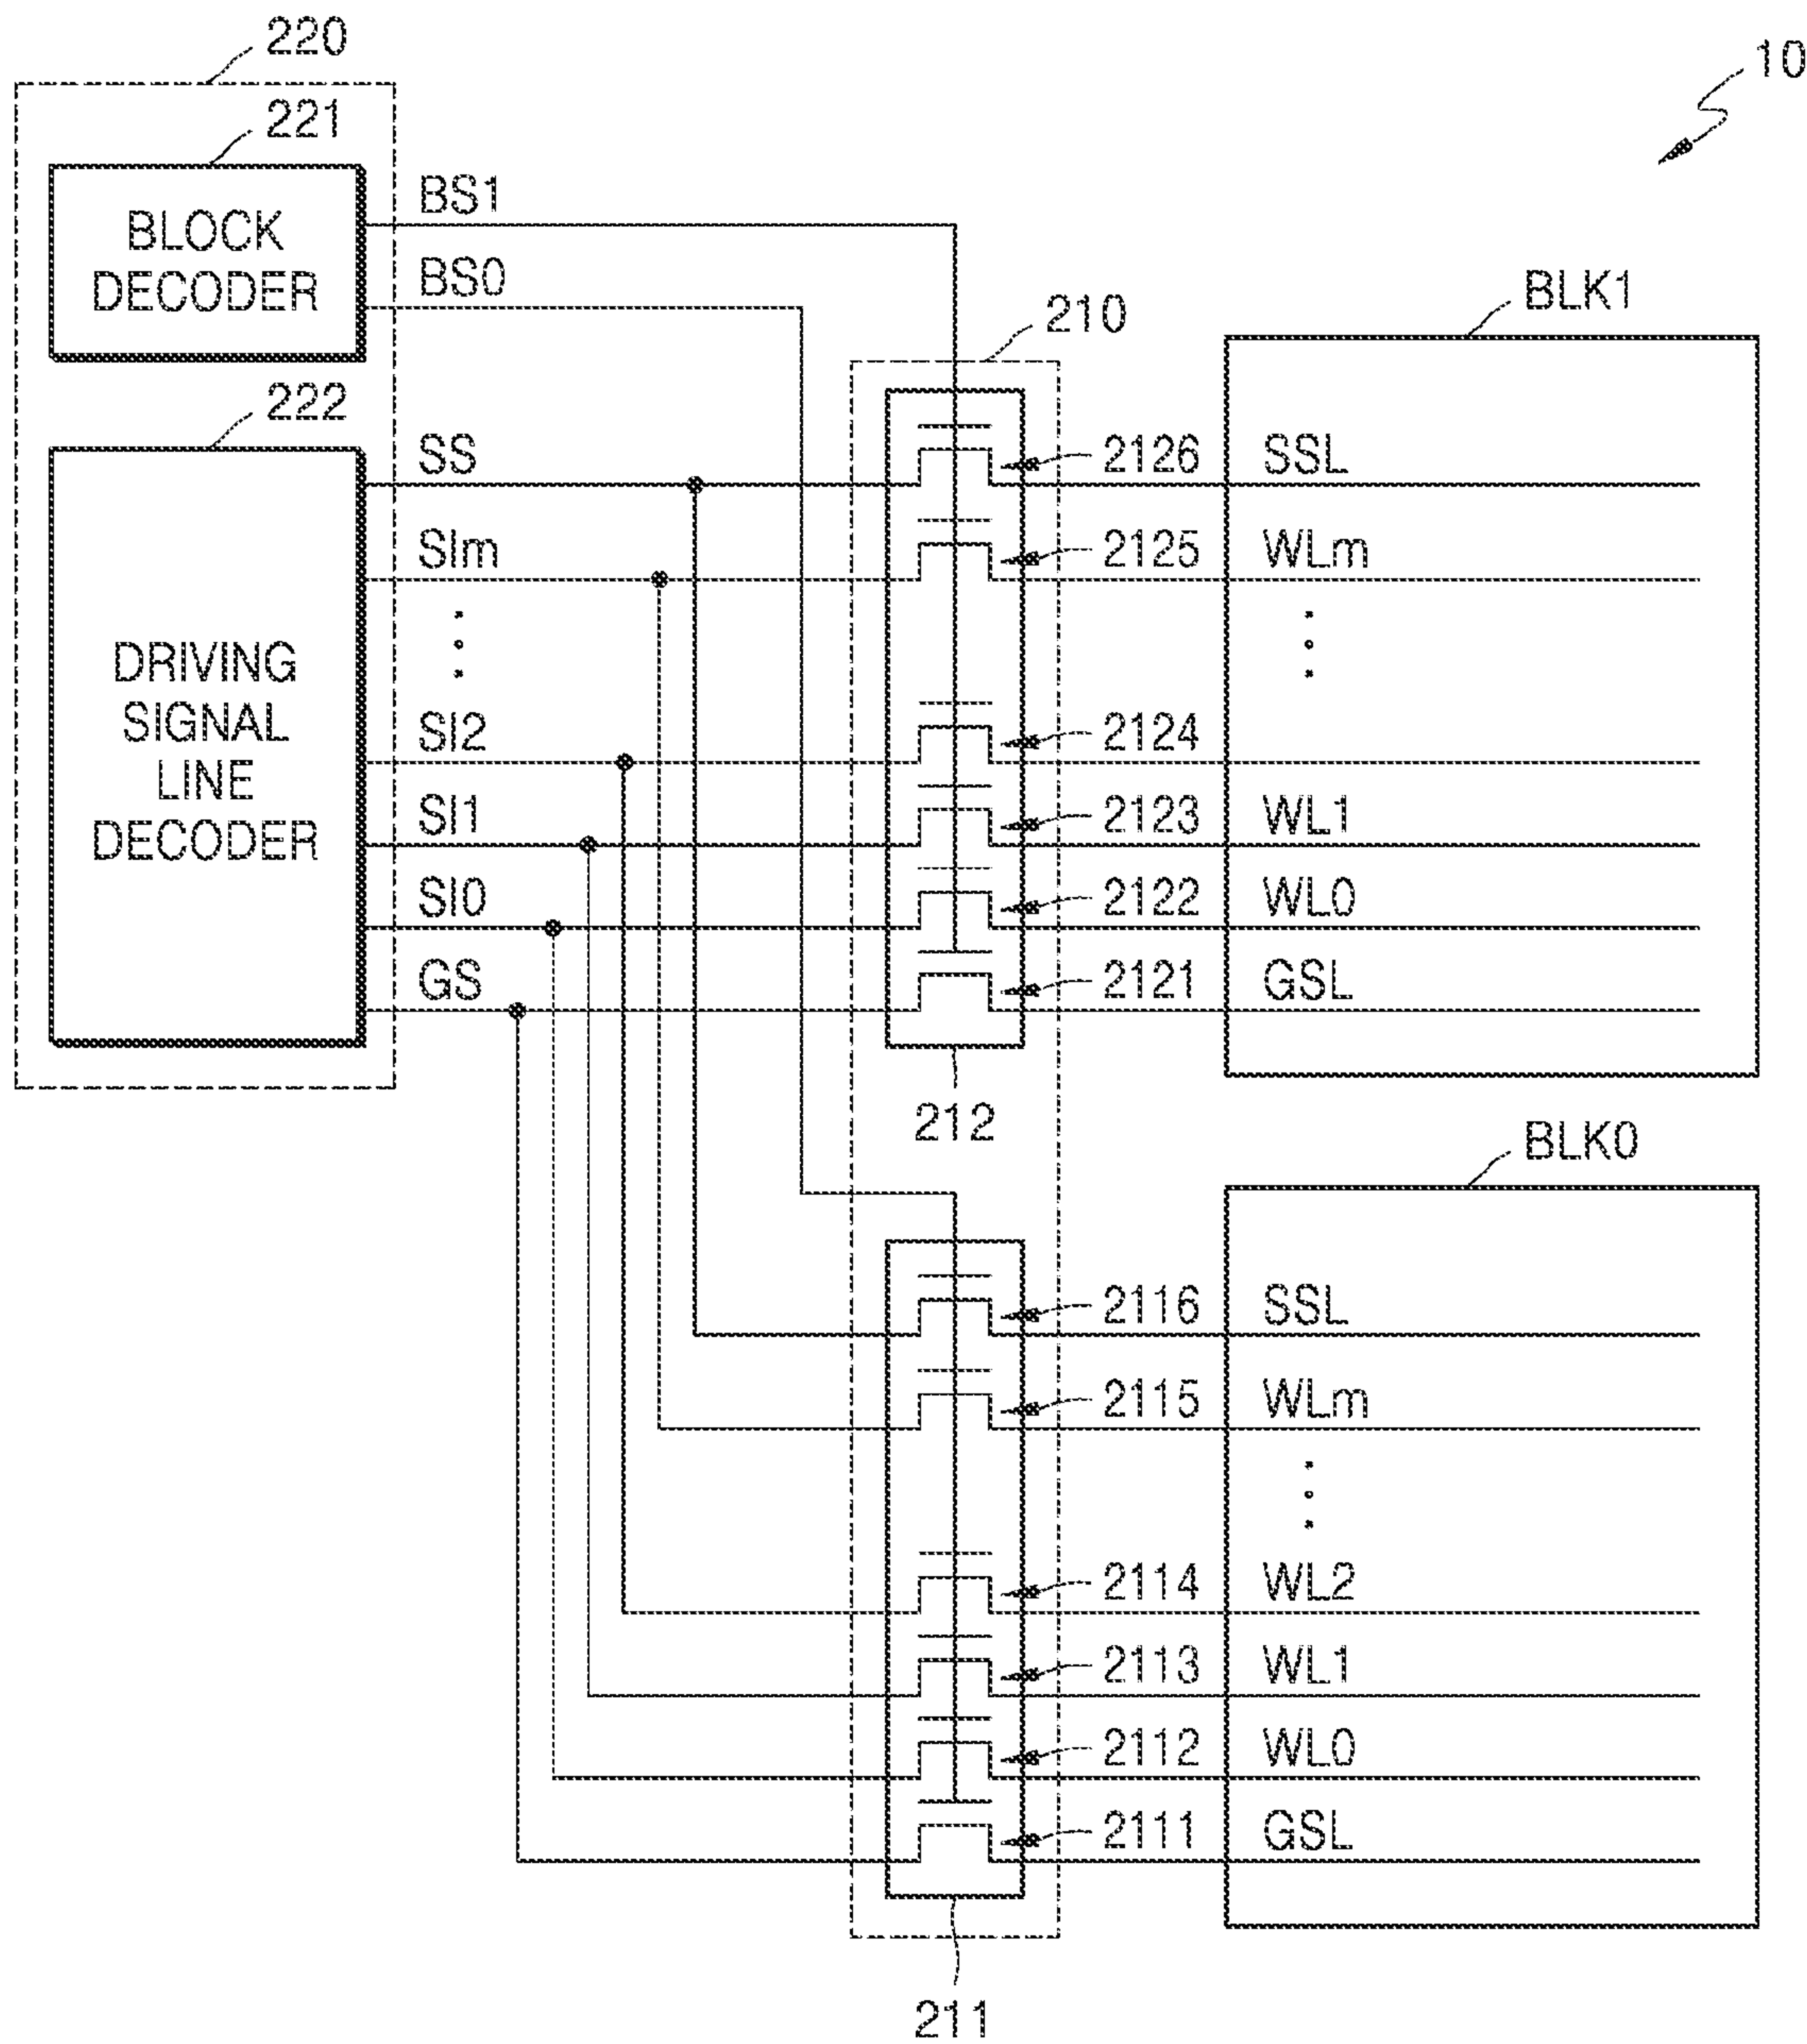 220
10
221
BLOCK
DECODER
BS1
BS0
BLK1
210
222
DRIVING
SIGNAL
LINE
DECODER
SS
2126
SSL
SIm
2125
WLm
SI2
2124
SI1
2123
WL1
SI0
2122
WL0
GS
2121
GSL
212
BLK0
2116
SSL
2115
WLm
2114
WL2
2113
WL1
2112
WL0
2111
GSL
211